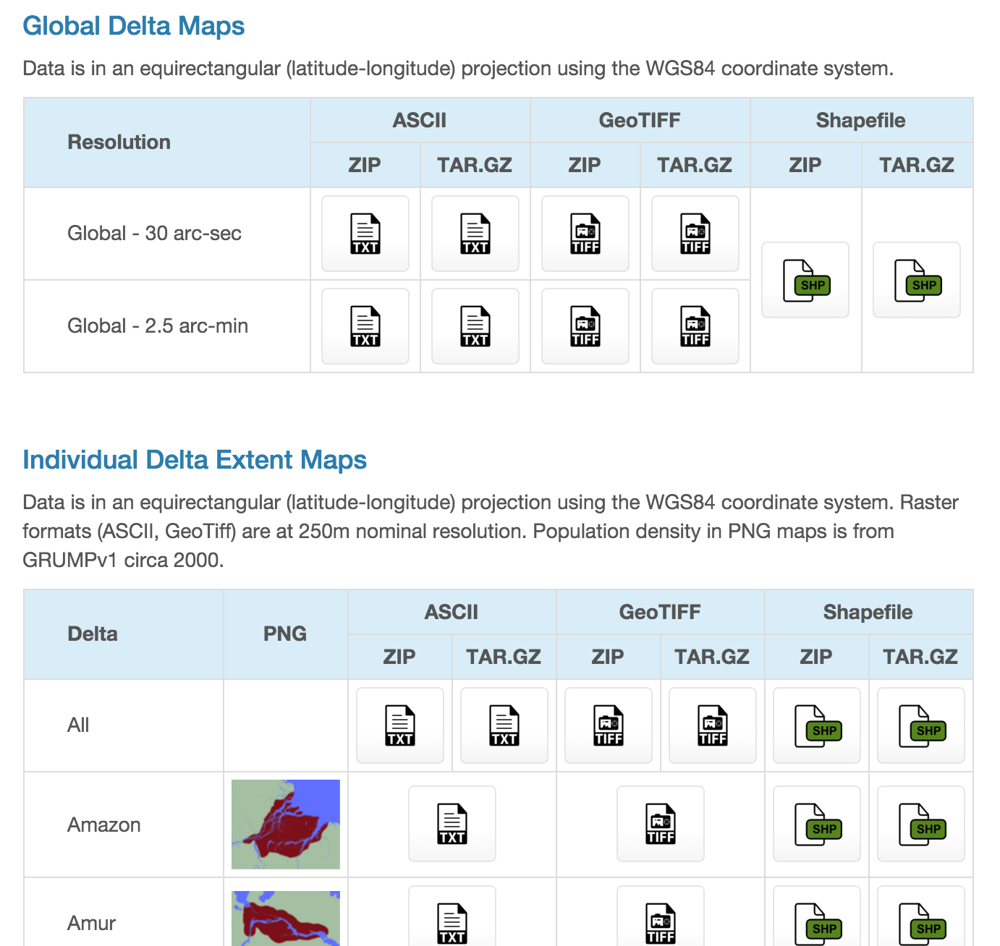 Global Delta Maps
Data is in an equirectangular (latitude-longitude) projection using the WGS84 coordinate system.
Resolution ASCII GeoTIFF Shapefile
ZIP TAR.GZ ZIP TAR.GZ ZIP TAR.GZ
Global - 30 arc-sec TXT TXT TIFF TIFF
SHP SHP
Global - 2.5 arc-min TXT TXT TIFF TIFF
Individual Delta Extent Maps
Data is in an equirectangular (latitude-longitude) projection using the WGS84 coordinate system. Raster
formats (ASCII, GeoTiff) are at 250m nominal resolution. Population density in PNG maps is from
GRUMPv1 circa 2000.
Delta PNG ASCII GeoTIFF Shapefile
ZIP TAR.GZ ZIP TAR.GZ ZIP TAR.GZ
All TXT TXT TIFF TIFF SHP SHP
Amazon TXT TIFF SHP SHP
Amur TXT TIFF SHP SHP